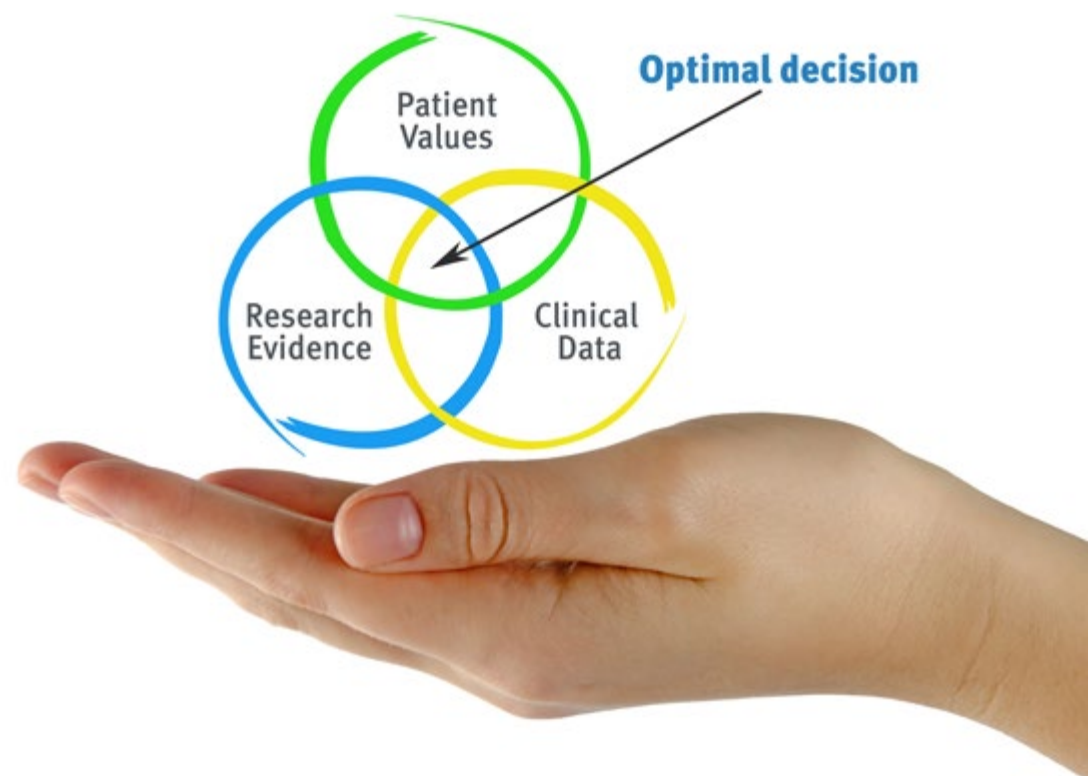 Optimal decision
Patient
Values
Research
Evidence
Clinical
Data